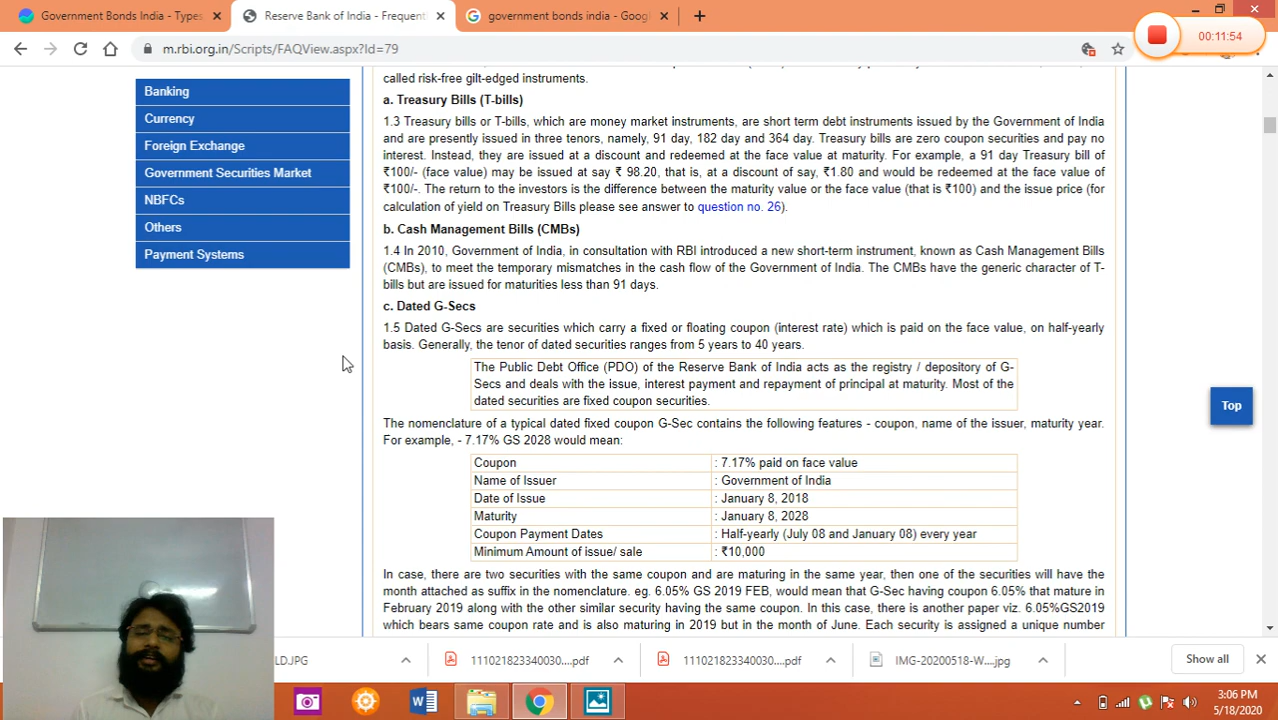 Government Bonds India - Types,
Reserve Bank of India - Frequent
government bonds india - Goog
00:11:54
m.rbi.org.in/Scripts/FAQView.aspx?Id=79
Banking
Currency
Foreign Exchange
Government Securities Market
NBFCs
Others
Payment Systems
called risk-free gilt-edged instruments.
a. Treasury Bills (T-bills)
1.3 Treasury bills or T-bills, which are money market instruments, are short term debt instruments issued by the Government of India
and are presently issued in three tenors, namely, 91 day, 182 day and 364 day. Treasury bills are zero coupon securities and pay no
interest. Instead, they are issued at a discount and redeemed at the face value at maturity. For example, a 91 day Treasury bill of
₹100/- (face value) may be issued at say ₹ 98.20, that is, at a discount of say, ₹1.80 and would be redeemed at the face value of
₹100/-. The return to the investors is the difference between the maturity value or the face value (that is ₹100) and the issue price (for
calculation of yield on Treasury Bills please see answer to question no. 26).
b. Cash Management Bills (CMBs)
1.4 In 2010, Government of India, in consultation with RBI introduced a new short-term instrument, known as Cash Management Bills
(CMBs), to meet the temporary mismatches in the cash flow of the Government of India. The CMBs have the generic character of T-
bills but are issued for maturities less than 91 days.
c. Dated G-Secs
1.5 Dated G-Secs are securities which carry a fixed or floating coupon (interest rate) which is paid on the face value, on half-yearly
basis. Generally, the tenor of dated securities ranges from 5 years to 40 years.
The Public Debt Office (PDO) of the Reserve Bank of India acts as the registry / depository of G-
Secs and deals with the issue, interest payment and repayment of principal at maturity. Most of the
dated securities are fixed coupon securities.
The nomenclature of a typical dated fixed coupon G-Sec contains the following features - coupon, name of the issuer, maturity year.
For example, - 7.17% GS 2028 would mean:
Coupon : 7.17% paid on face value
Name of Issuer : Government of India
Date of Issue : January 8, 2018
Maturity : January 8, 2028
Coupon Payment Dates : Half-yearly (July 08 and January 08) every year
Minimum Amount of issue/ sale : ₹10,000
In case, there are two securities with the same coupon and are maturing in the same year, then one of the securities will have the
month attached as suffix in the nomenclature. eg. 6.05% GS 2019 FEB, would mean that G-Sec having coupon 6.05% that mature in
February 2019 along with the other similar security having the same coupon. In this case, there is another paper viz. 6.05%GS2019
which bears same coupon rate and is also maturing in 2019 but in the month of June. Each security is assigned a unique number
Top
LD.JPG
111021823340030....pdf
111021823340030....pdf
IMG-20200518-W....jpg
Show all
3:06 PM
5/18/2020